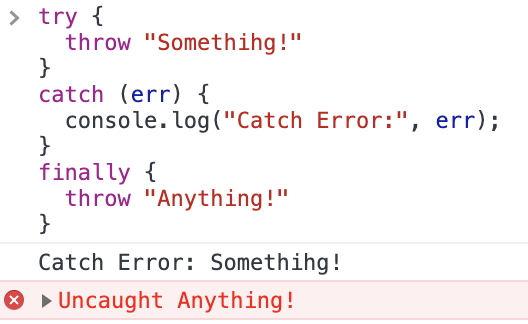 try {
  throw "Somethihg!"
}
catch (err) {
  console.log("Catch Error:", err);
}
finally {
  throw "Anything!"
}
Catch Error: Somethihg!
Uncaught Anything!